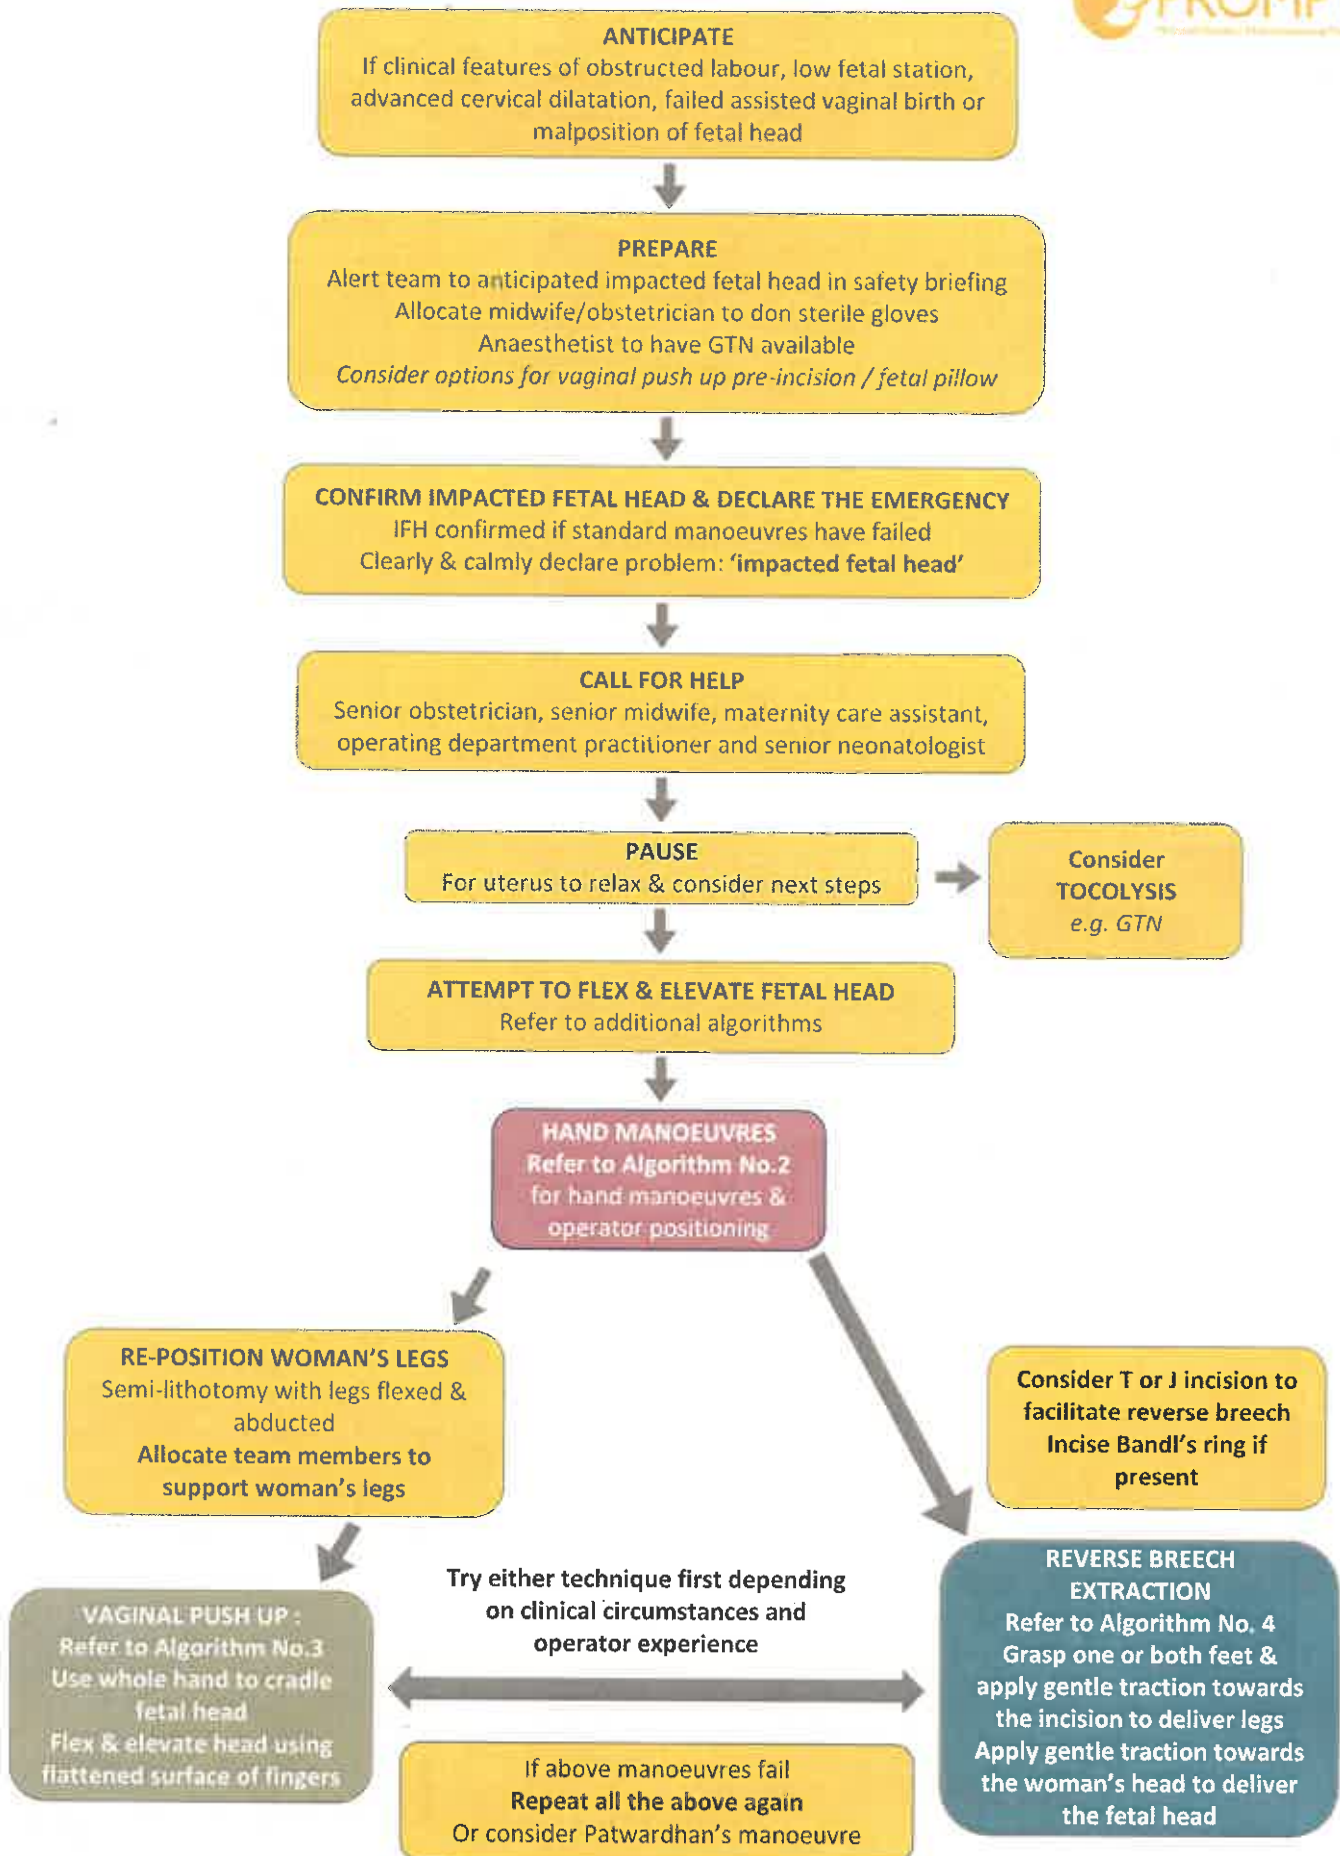 PROMP
ANTICIPATE
If clinical features of obstructed labour, low fetal station,
advanced cervical dilatation, failed assisted vaginal birth or
malposition of fetal head
PREPARE
Alert team to anticipated impacted fetal head in safety briefing
Allocate midwife/obstetrician to don sterile gloves
Anaesthetist to have GTN available
Consider options for vaginal push up pre-incision / fetal pillow
CONFIRM IMPACTED FETAL HEAD & DECLARE THE EMERGENCY
IFH confirmed if standard manoeuvres have failed
Clearly & calmly declare problem: ‘impacted fetal head’
CALL FOR HELP
Senior obstetrician, senior midwife, maternity care assistant,
operating department practitioner and senior neonatologist
PAUSE
For uterus to relax & consider next steps
Consider
TOCOLYSIS
e.g. GTN
ATTEMPT TO FLEX & ELEVATE FETAL HEAD
Refer to additional algorithms
HAND MANOEUVRES
Refer to Algorithm No.2
for hand manoeuvres &
operator positioning
RE-POSITION WOMAN’S LEGS
Semi-lithotomy with legs flexed &
abducted
Allocate team members to
support woman’s legs
Consider T or J incision to
facilitate reverse breech
Incise Bandl’s ring if
present
VAGINAL PUSH UP :
Refer to Algorithm No.3
Use whole hand to cradle
fetal head
Flex & elevate head using
flattened surface of fingers
Try either technique first depending
on clinical circumstances and
operator experience
REVERSE BREECH
EXTRACTION
Refer to Algorithm No. 4
Grasp one or both feet &
apply gentle traction towards
the incision to deliver legs
Apply gentle traction towards
the woman’s head to deliver
the fetal head
If above manoeuvres fail
Repeat all the above again
Or consider Patwardhan’s manoeuvre